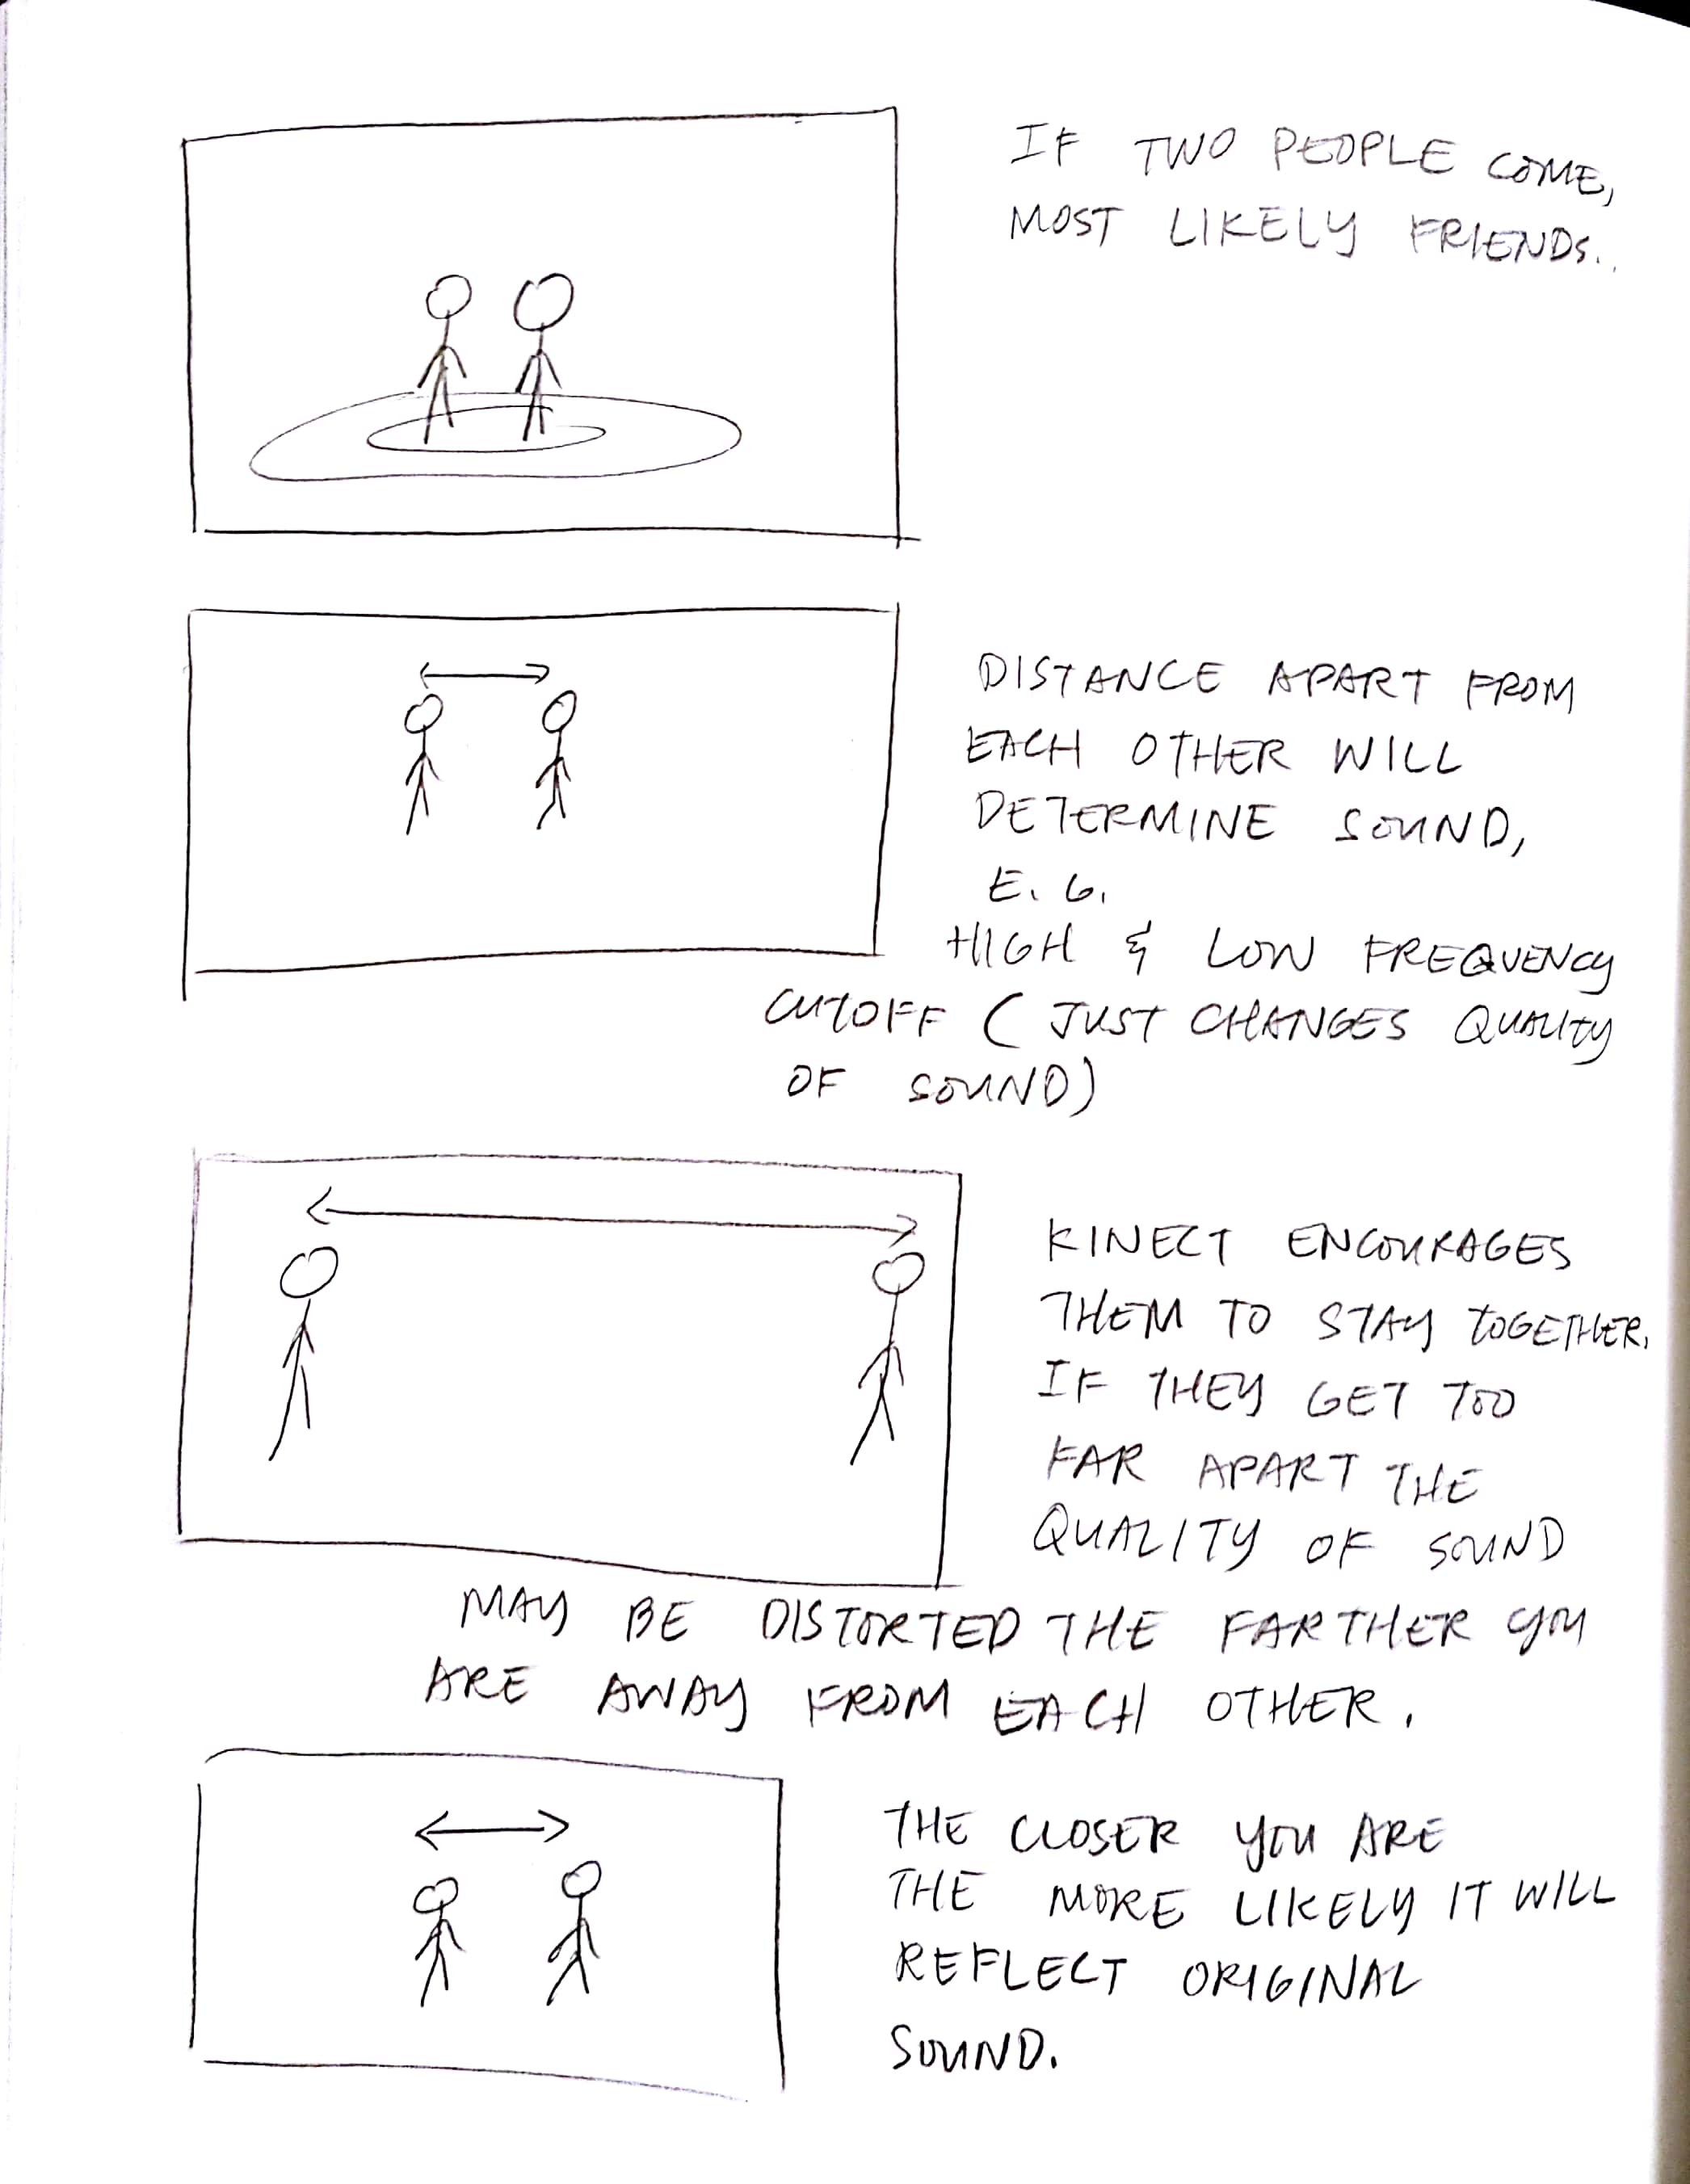 IF TWO PEOPLE COME,
MOST LIKELY FRIENDS..
DISTANCE APART FROM
EACH OTHER WILL
DETERMINE SOUND,
E.G.
HIGH & LOW FREQUENCY
CUTOFF (JUST CHANGES QUALITY
OF SOUND)
KINECT ENCOURAGES
THEM TO STAY TOGETHER.
IF THEY GET TOO
FAR APART THE
QUALITY OF SOUND
MAY BE DISTORTED THE FARTHER YOU
ARE AWAY FROM EACH OTHER.
THE CLOSER YOU ARE
THE MORE LIKELY IT WILL
REFLECT ORIGINAL
SOUND.